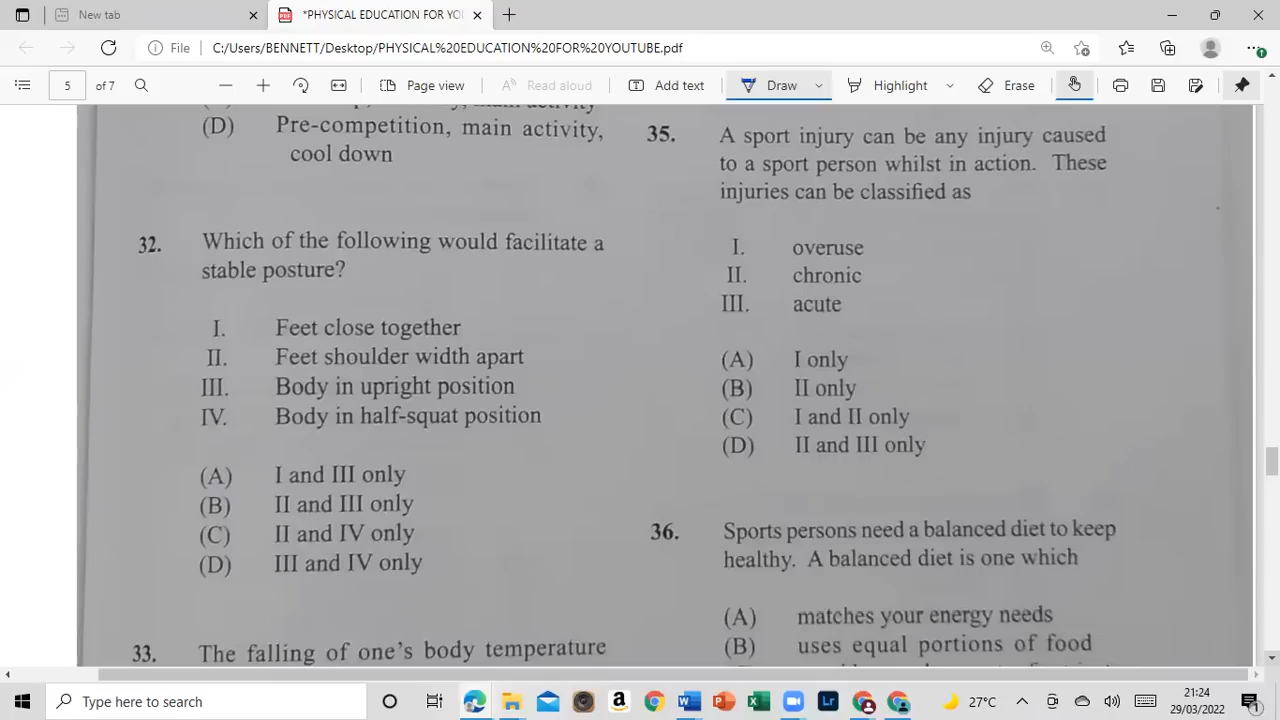 New tab
*PHYSICAL EDUCATION FOR YOU
File
C:/Users/BENNETT/Desktop/PHYSICAL%20EDUCATION%20FOR%20YOUTUBE.pdf
5 of 7
Page view
Read aloud
Add text
Draw
Highlight
Erase
main activity
(D) Pre-competition, main activity,
cool down
32. Which of the following would facilitate a
stable posture?
I. Feet close together
II. Feet shoulder width apart
III. Body in upright position
IV. Body in half-squat position
(A) I and III only
(B) II and III only
(C) II and IV only
(D) III and IV only
33. The falling of one's body temperature
35. A sport injury can be any injury caused
to a sport person whilst in action. These
injuries can be classified as
I. overuse
II. chronic
III. acute
(A) I only
(B) II only
(C) I and II only
(D) II and III only
36. Sports persons need a balanced diet to keep
healthy. A balanced diet is one which
(A) matches your energy needs
(B) uses equal portions of food
Type here to search
27°C
21:24
29/03/2022